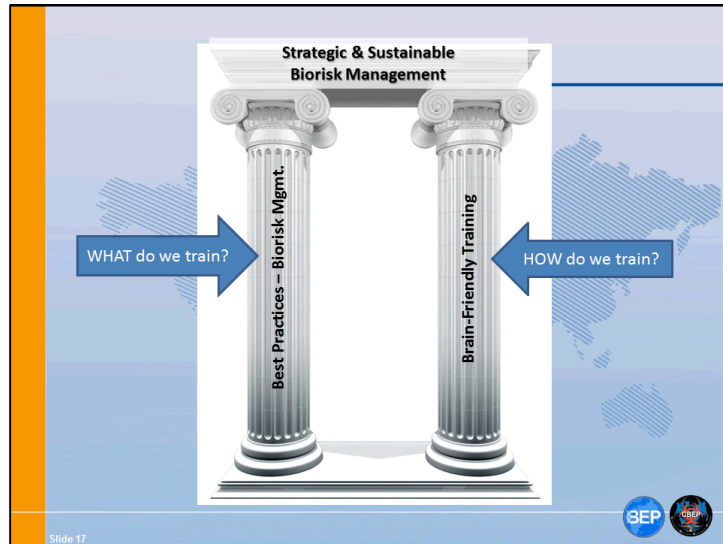 Strategic & Sustainable
Biorisk Management
WHAT do we train?
Best Practices – Biorisk Mgmt.
Brain-Friendly Training
HOW do we train?
BEP
CBEP
Slide 17